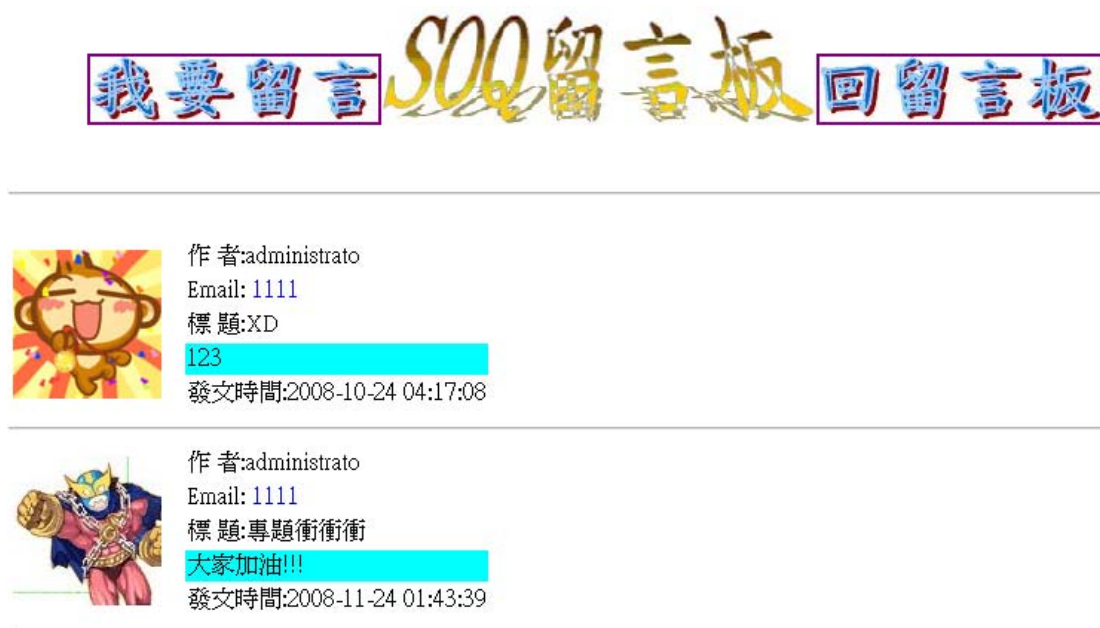 我要留言 SOQ留言板 回留言板
作 者:administrato
Email: 1111
標 題:XD
123
發文時間:2008-10-24 04:17:08
作 者:administrato
Email: 1111
標 題:專題衝衝衝
大家加油!!!
發文時間:2008-11-24 01:43:39